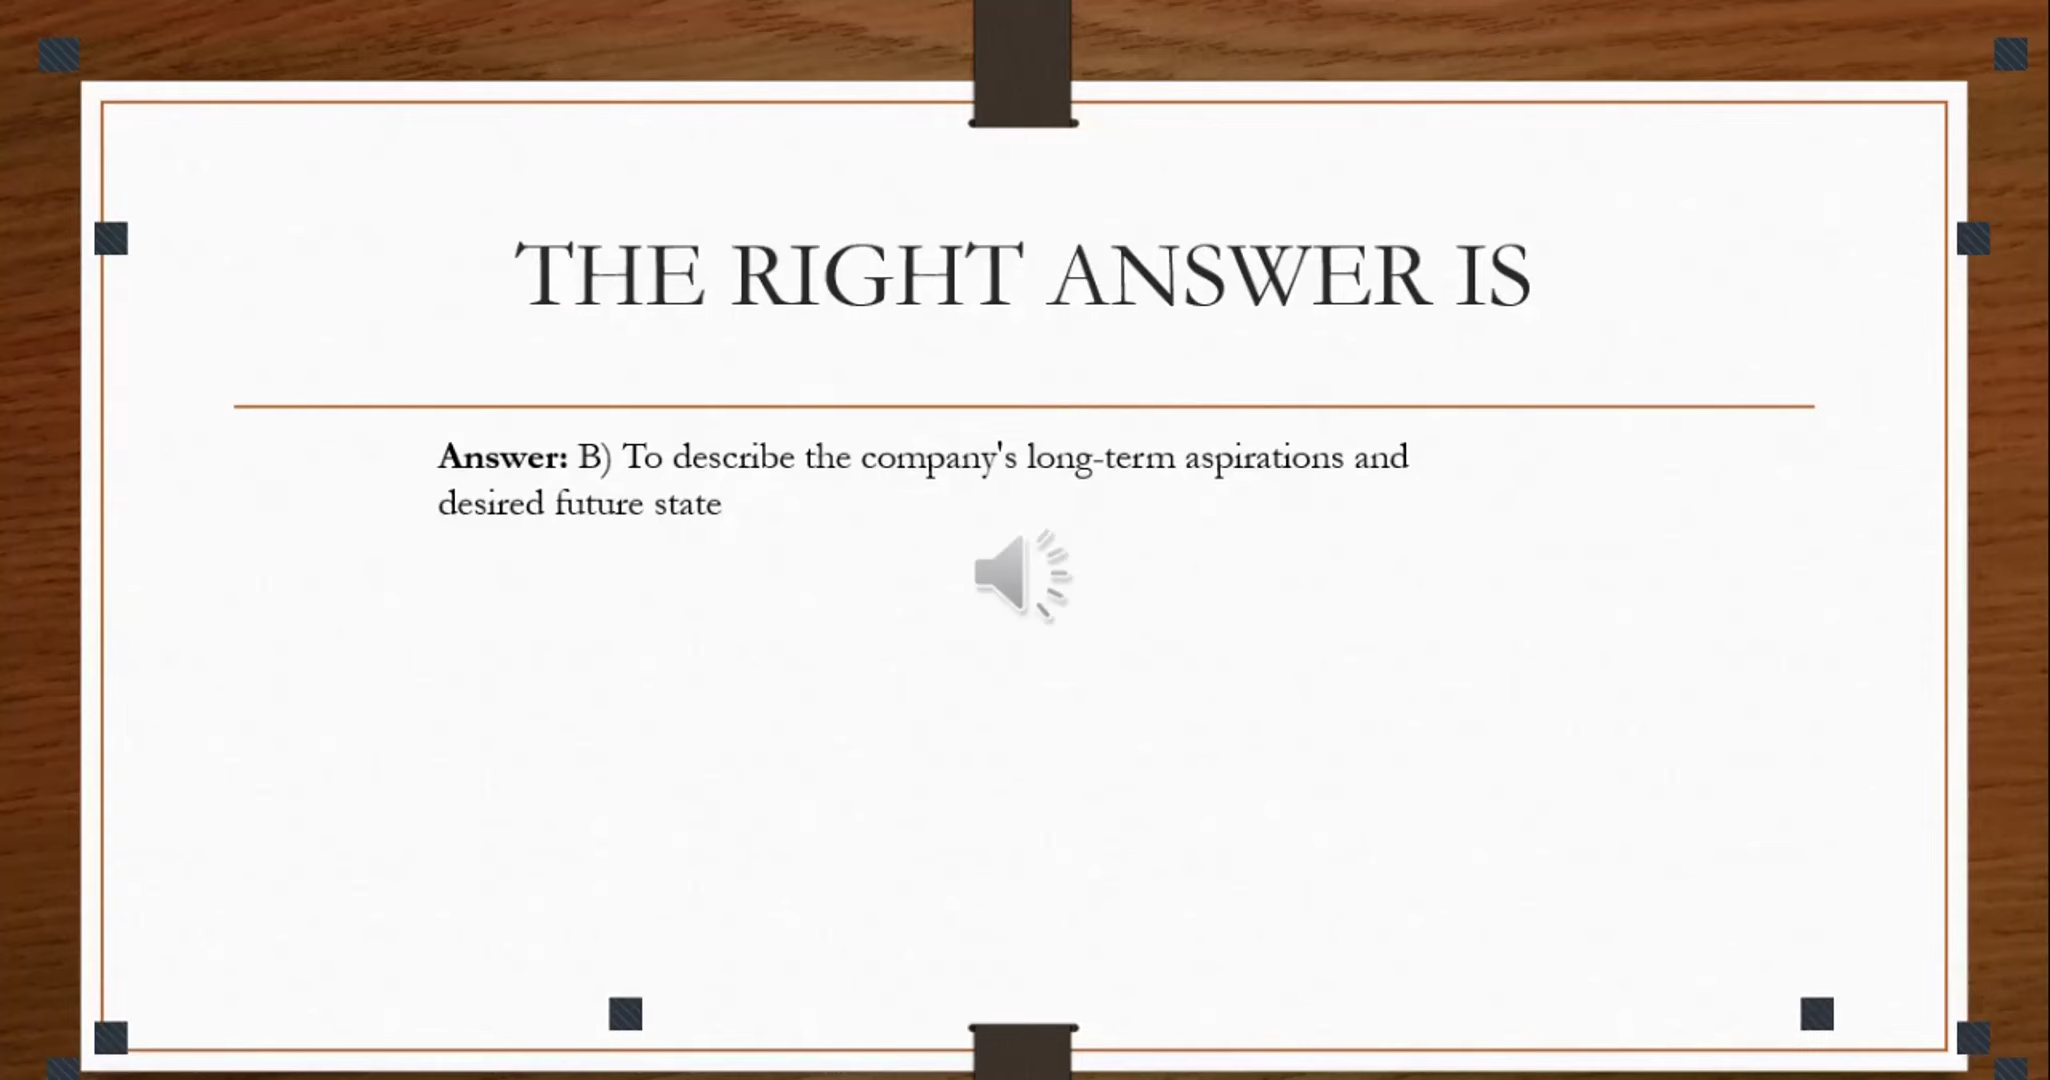 THE RIGHT ANSWER IS
Answer: B) To describe the company's long-term aspirations and
desired future state